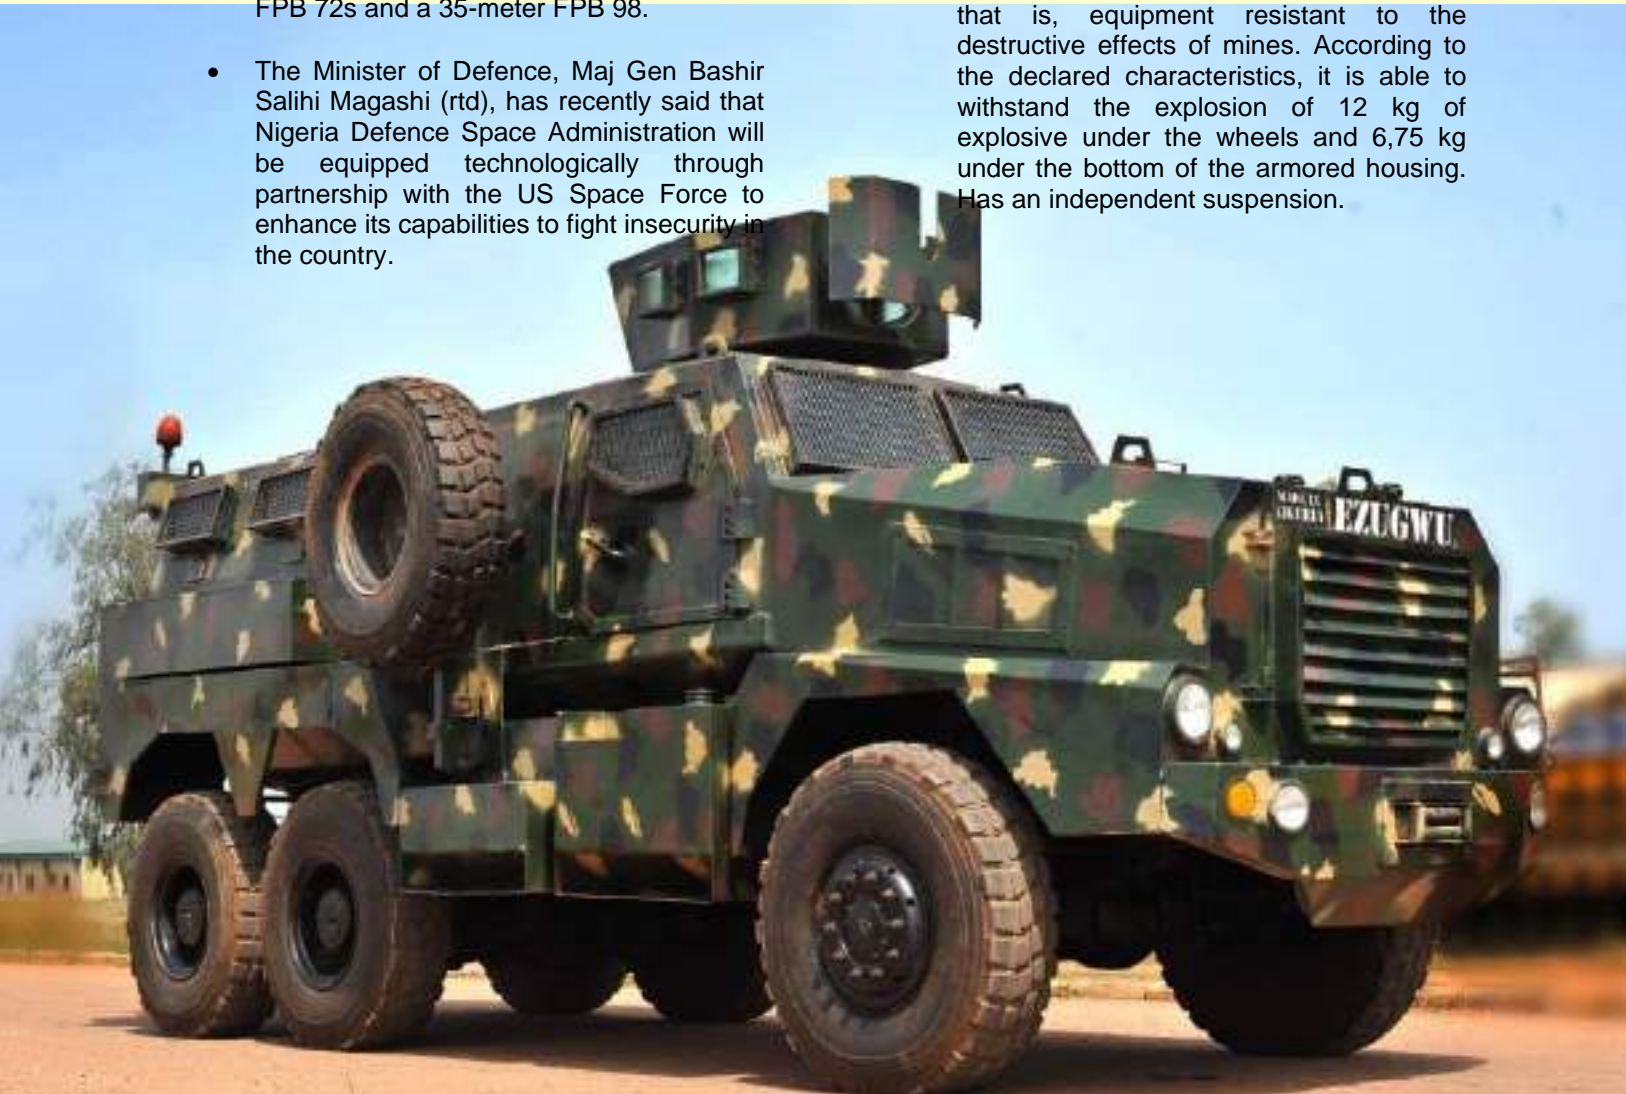 FPB 72s and a 35-meter FPB 98.
• The Minister of Defence, Maj Gen Bashir
Salihi Magashi (rtd), has recently said that
Nigeria Defence Space Administration will
be equipped technologically through
partnership with the US Space Force to
enhance its capabilities to fight insecurity in
the country.
that is, equipment resistant to the
destructive effects of mines. According to
the declared characteristics, it is able to
withstand the explosion of 12 kg of
explosive under the wheels and 6,75 kg
under the bottom of the armored housing.
Has an independent suspension.
EZUGWU